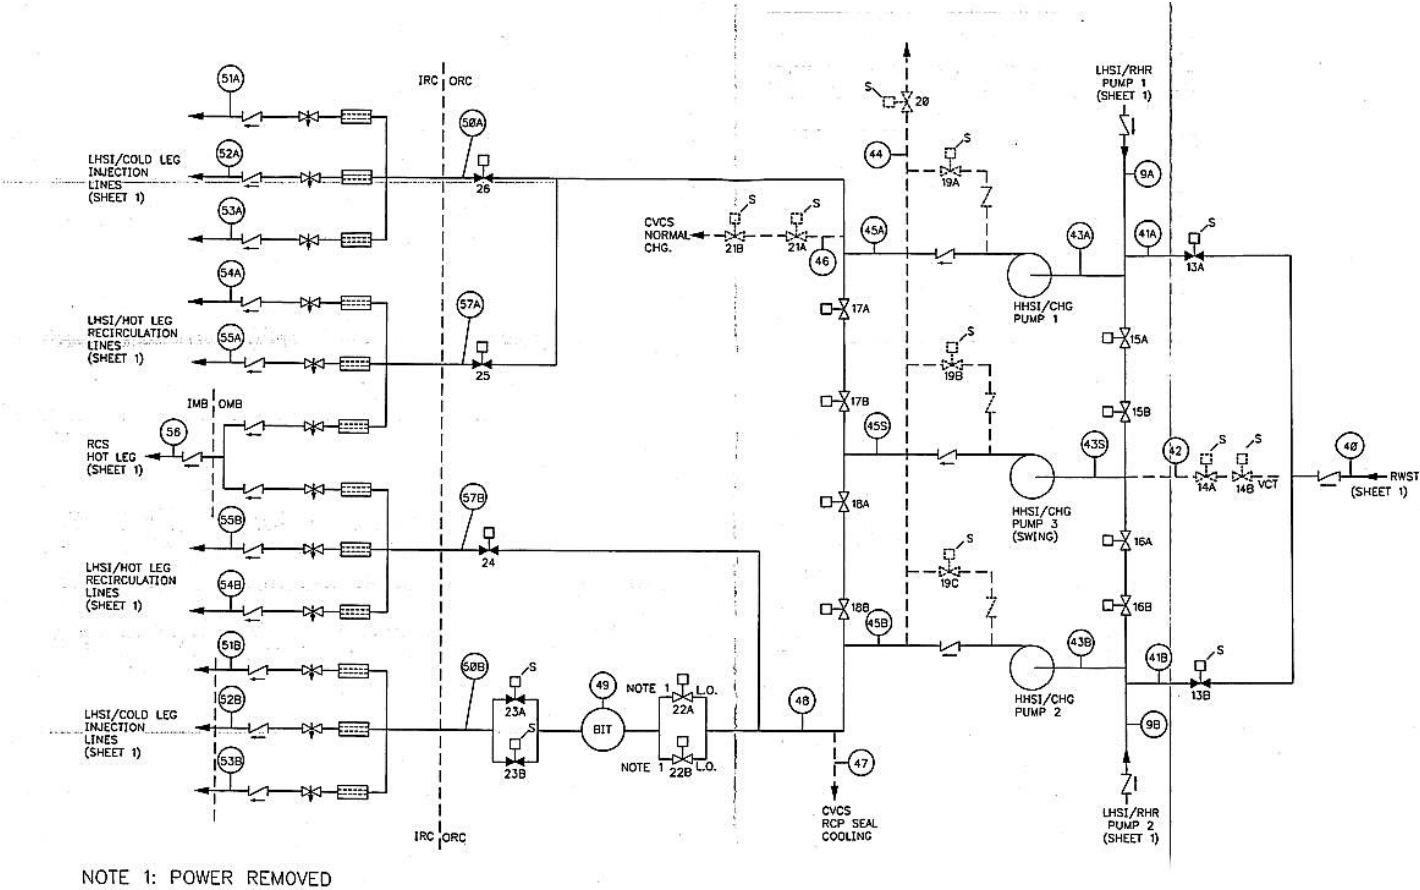 IRC ORC
51A
52A
LHSI/COLD LEG
INJECTION
LINES
(SHEET 1)
53A
50A
26
54A
LHSI/HOT LEG
RECIRCULATION
LINES
(SHEET 1)
55A
57A
25
IMB OMB
56
RCS
HOT LEG
(SHEET 1)
57B
24
55B
LHSI/HOT LEG
RECIRCULATION
LINES
(SHEET 1)
54B
51B
52B
LHSI/COLD LEG
INJECTION
LINES
(SHEET 1)
53B
50B
S
23A
S
23B
49
BIT
NOTE 1
L.O.
22A
NOTE 1
22B
L.O.
48
47
CVCS
RCP SEAL
COOLING
IRC ORC
S
20
44
S
19A
CVCS
NORMAL
CHG.
S
21B
S
21A
46
45A
17A
17B
45S
18A
18B
45B
S
19B
S
19C
HHSI/CHG
PUMP 1
43A
HHSI/CHG
PUMP 3
(SWING)
43S
HHSI/CHG
PUMP 2
43B
LHSI/RHR
PUMP 1
(SHEET 1)
9A
41A
S
13A
15A
15B
42
S
14A
S
14B
VCT
40
RWST
(SHEET 1)
16A
16B
41B
S
13B
9B
LHSI/RHR
PUMP 2
(SHEET 1)
NOTE 1: POWER REMOVED